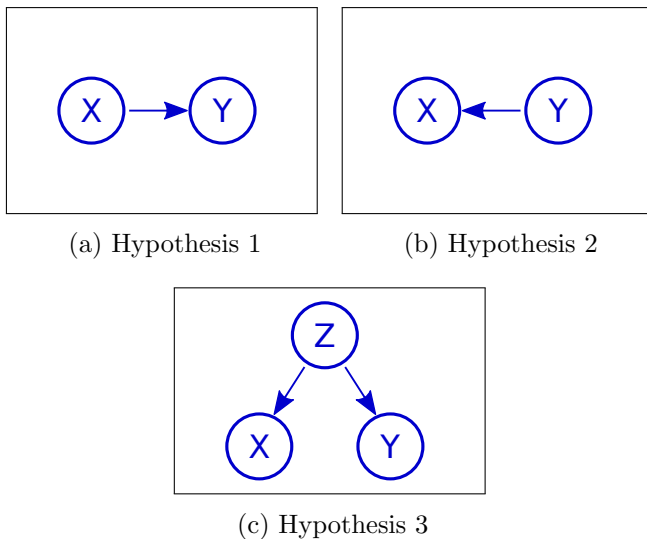 X Y
X Y
(a) Hypothesis 1
(b) Hypothesis 2
Z
X Y
(c) Hypothesis 3